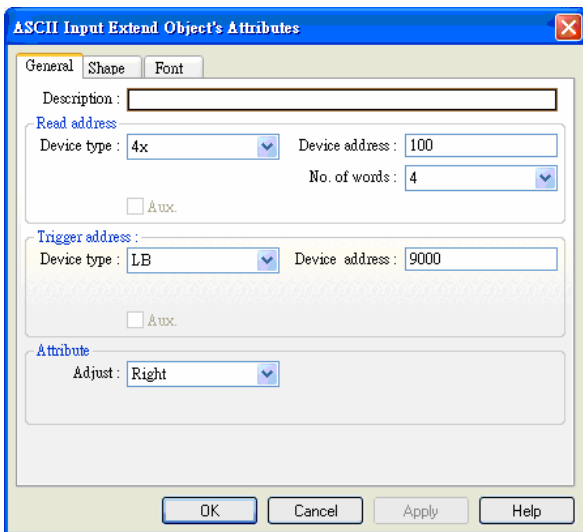 ASCII Input Extend Object's Attributes
General Shape Font
Description :
Read address
Device type : 4x Device address : 100
No. of words : 4
Aux.
Trigger address :
Device type : LB Device address : 9000
Aux.
Attribute
Adjust : Right
OK Cancel Apply Help